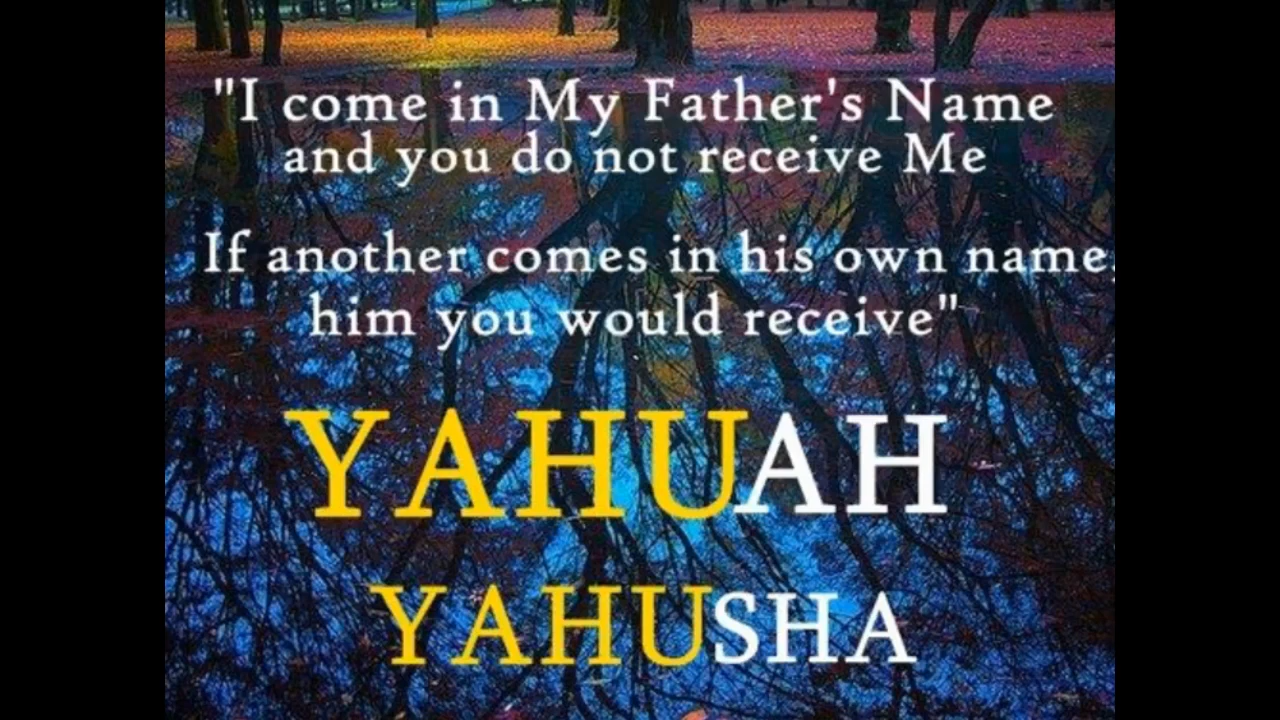 "I come in My Father's Name
and you do not receive Me
If another comes in his own name,
him you would receive"
YAHUAH
YAHUSHA